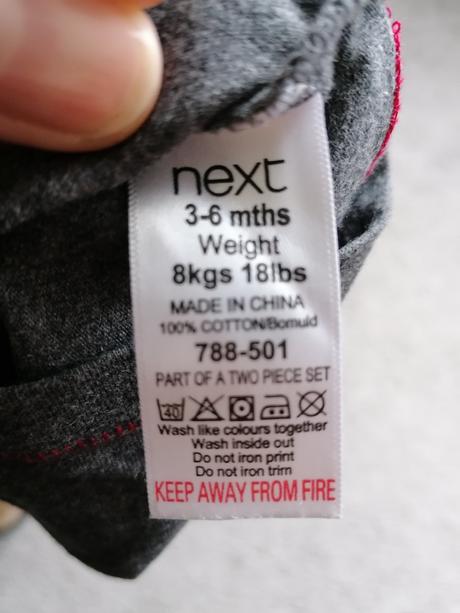 next
3-6 mths
Weight
8kgs 18lbs
MADE IN CHINA
100% COTTON/Bomuld
788-501
PART OF A TWO PIECE SET
40
Wash like colours together
Wash inside out
Do not iron print
Do not iron trim
KEEP AWAY FROM FIRE